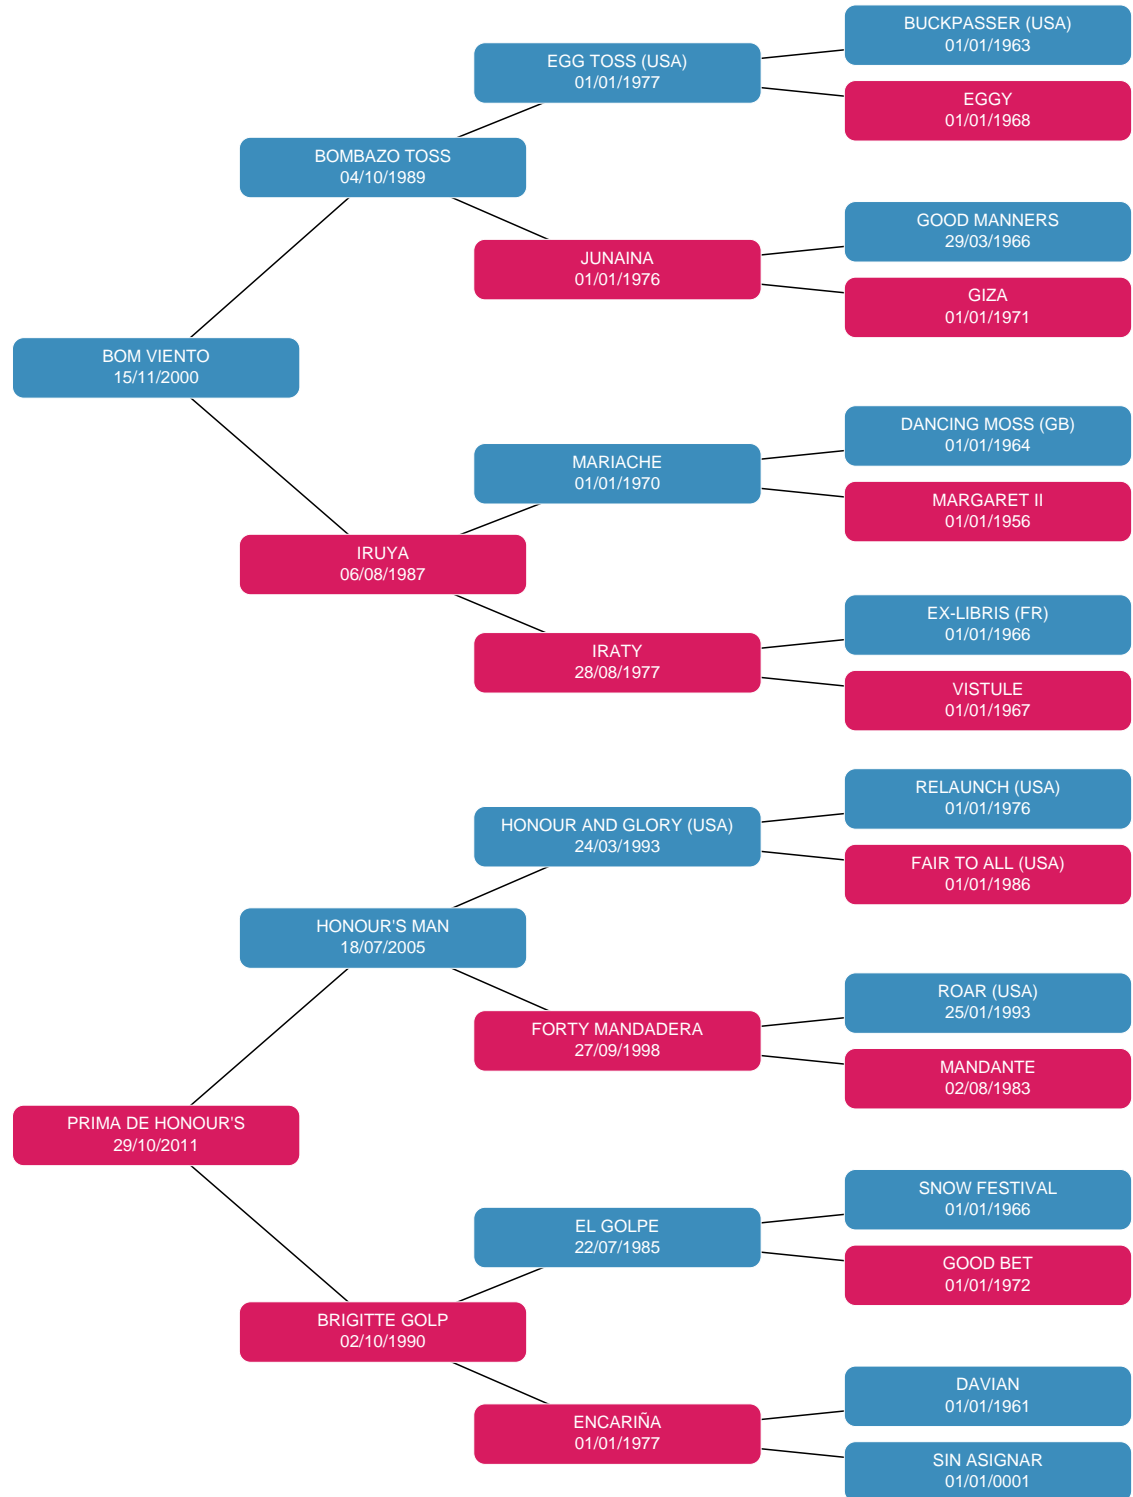 BUCKPASSER (USA)
01/01/1963
EGG TOSS (USA)
01/01/1977
EGGY
01/01/1968
BOMBAZO TOSS
04/10/1989
GOOD MANNERS
29/03/1966
JUNAINA
01/01/1976
GIZA
01/01/1971
BOM VIENTO
15/11/2000
DANCING MOSS (GB)
01/01/1964
MARIACHE
01/01/1970
MARGARET II
01/01/1956
IRUYA
06/08/1987
EX-LIBRIS (FR)
01/01/1966
IRATY
28/08/1977
VISTULE
01/01/1967
RELAUNCH (USA)
01/01/1976
HONOUR AND GLORY (USA)
24/03/1993
FAIR TO ALL (USA)
01/01/1986
HONOUR'S MAN
18/07/2005
ROAR (USA)
25/01/1993
FORTY MANDADERA
27/09/1998
MANDANTE
02/08/1983
PRIMA DE HONOUR'S
29/10/2011
SNOW FESTIVAL
01/01/1966
EL GOLPE
22/07/1985
GOOD BET
01/01/1972
BRIGITTE GOLP
02/10/1990
DAVIAN
01/01/1961
ENCARIÑA
01/01/1977
SIN ASIGNAR
01/01/0001